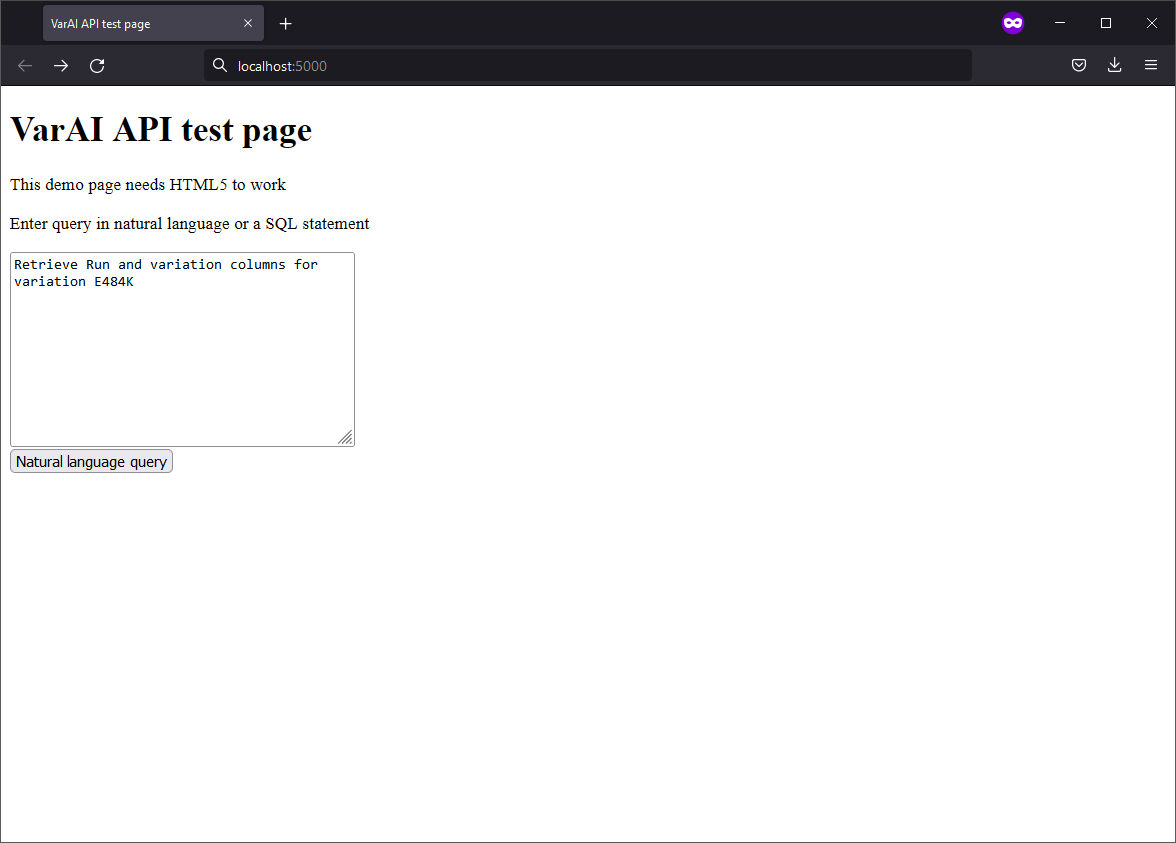 VarAI API test page
localhost:5000
VarAI API test page
This demo page needs HTML5 to work
Enter query in natural language or a SQL statement
Retrieve Run and variation columns for
variation E484K
Natural language query